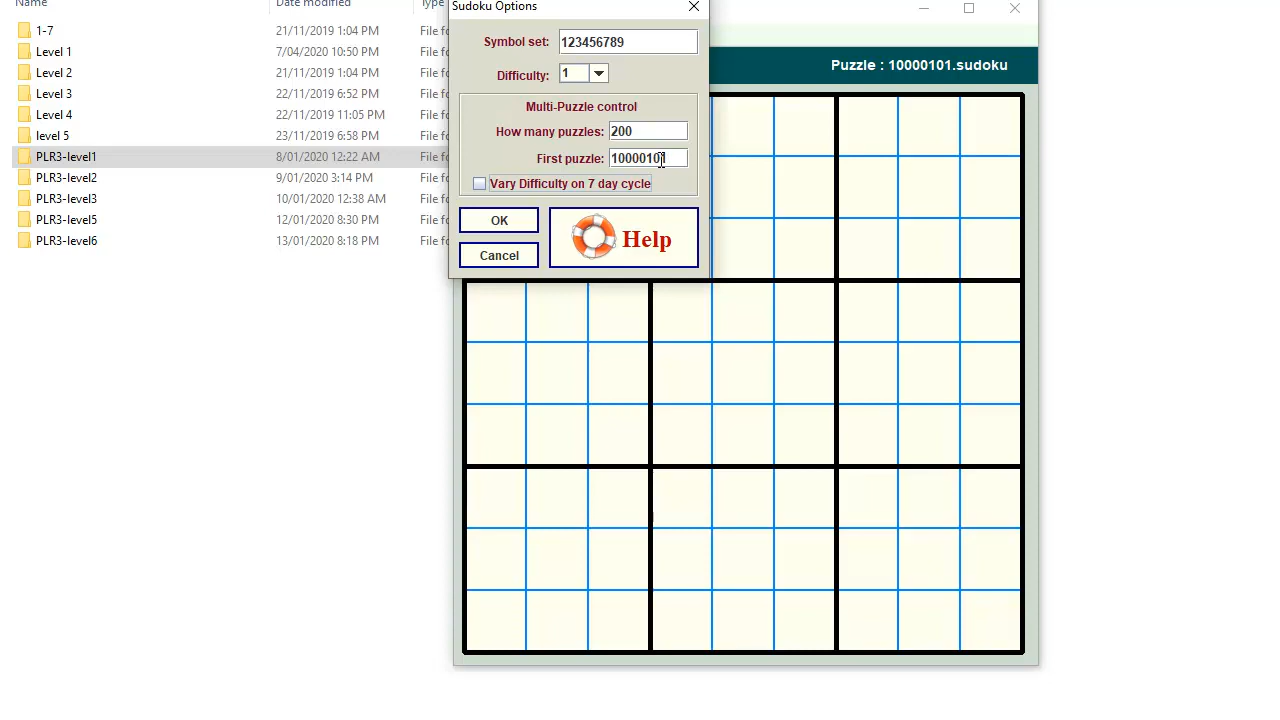 Name Date modified Type
1-7 21/11/2019 1:04 PM File fo
Level 1 7/04/2020 10:50 PM File fo
Level 2 21/11/2019 1:04 PM File fo
Level 3 22/11/2019 6:52 PM File fo
Level 4 22/11/2019 11:05 PM File fo
level 5 23/11/2019 6:58 PM File fo
PLR3-level1 8/01/2020 12:22 AM File fo
PLR3-level2 9/01/2020 3:14 PM File fo
PLR3-level3 10/01/2020 12:38 AM File fo
PLR3-level5 12/01/2020 8:30 PM File fo
PLR3-level6 13/01/2020 8:18 PM File fo
Sudoku Options
Symbol set: 123456789
Difficulty: 1
Multi-Puzzle control
How many puzzles: 200
First puzzle: 10000101
Vary Difficulty on 7 day cycle
OK
Help
Cancel
Puzzle : 10000101.sudoku